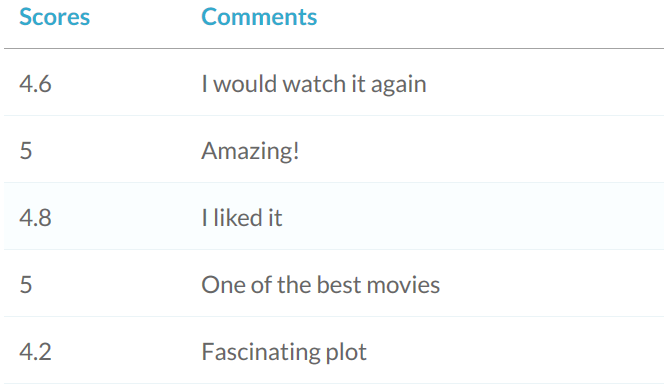 Scores Comments
4.6 I would watch it again
5 Amazing!
4.8 I liked it
5 One of the best movies
4.2 Fascinating plot